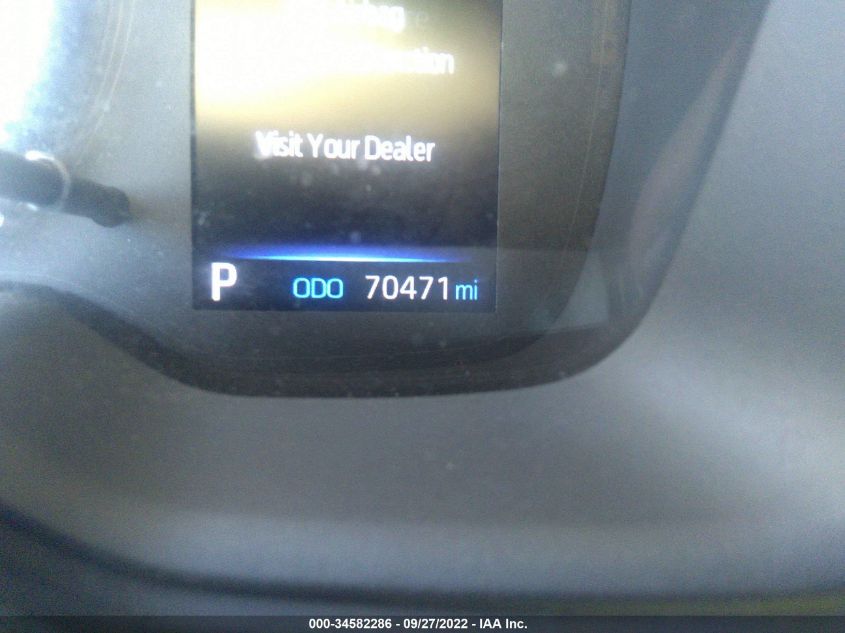 Visit Your Dealer
P ODO 70471 mi
000-34582286 - 09/27/2022 - IAA Inc.